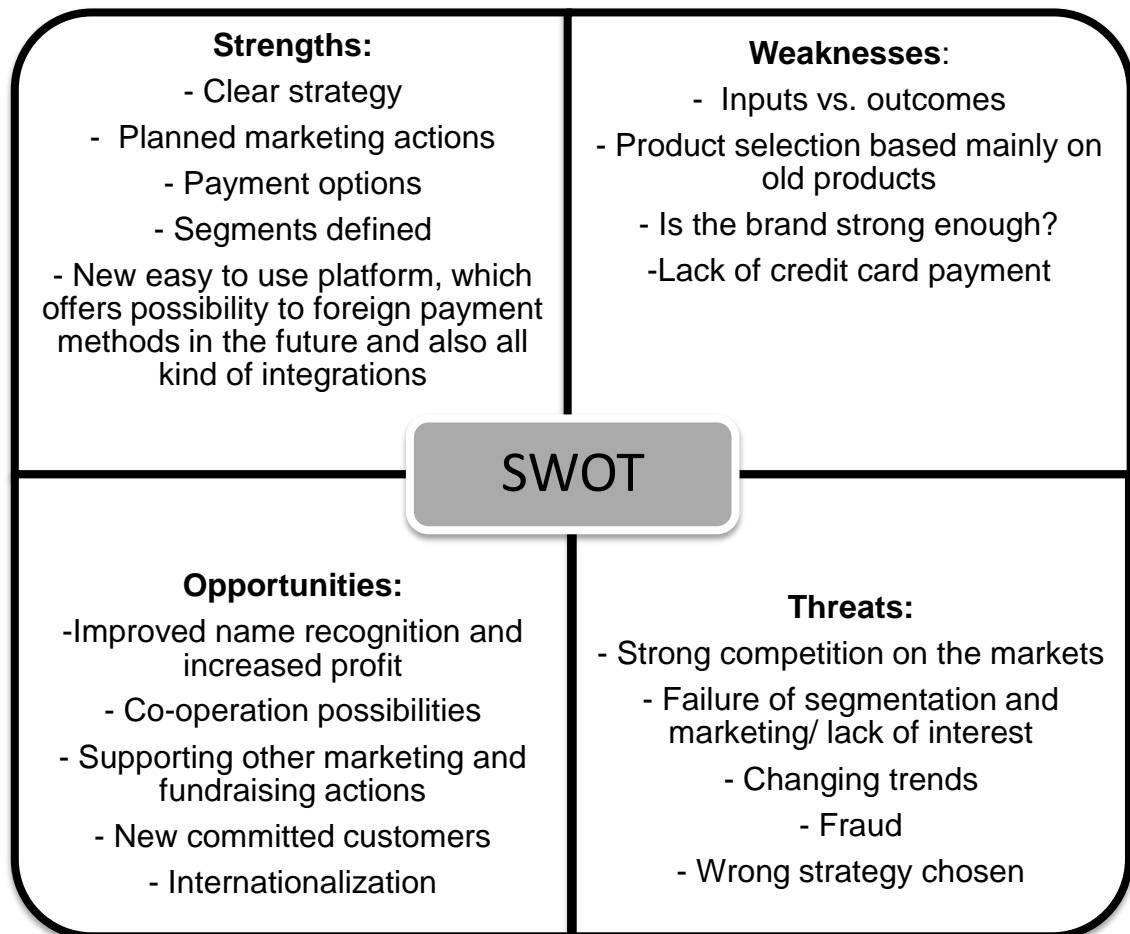 Strengths:
- Clear strategy
- Planned marketing actions
- Payment options
- Segments defined
- New easy to use platform, which
offers possibility to foreign payment
methods in the future and also all
kind of integrations
Weaknesses:
- Inputs vs. outcomes
- Product selection based mainly on
old products
- Is the brand strong enough?
-Lack of credit card payment
SWOT
Opportunities:
-Improved name recognition and
increased profit
- Co-operation possibilities
- Supporting other marketing and
fundraising actions
- New committed customers
- Internationalization
Threats:
- Strong competition on the markets
- Failure of segmentation and
marketing/ lack of interest
- Changing trends
- Fraud
- Wrong strategy chosen